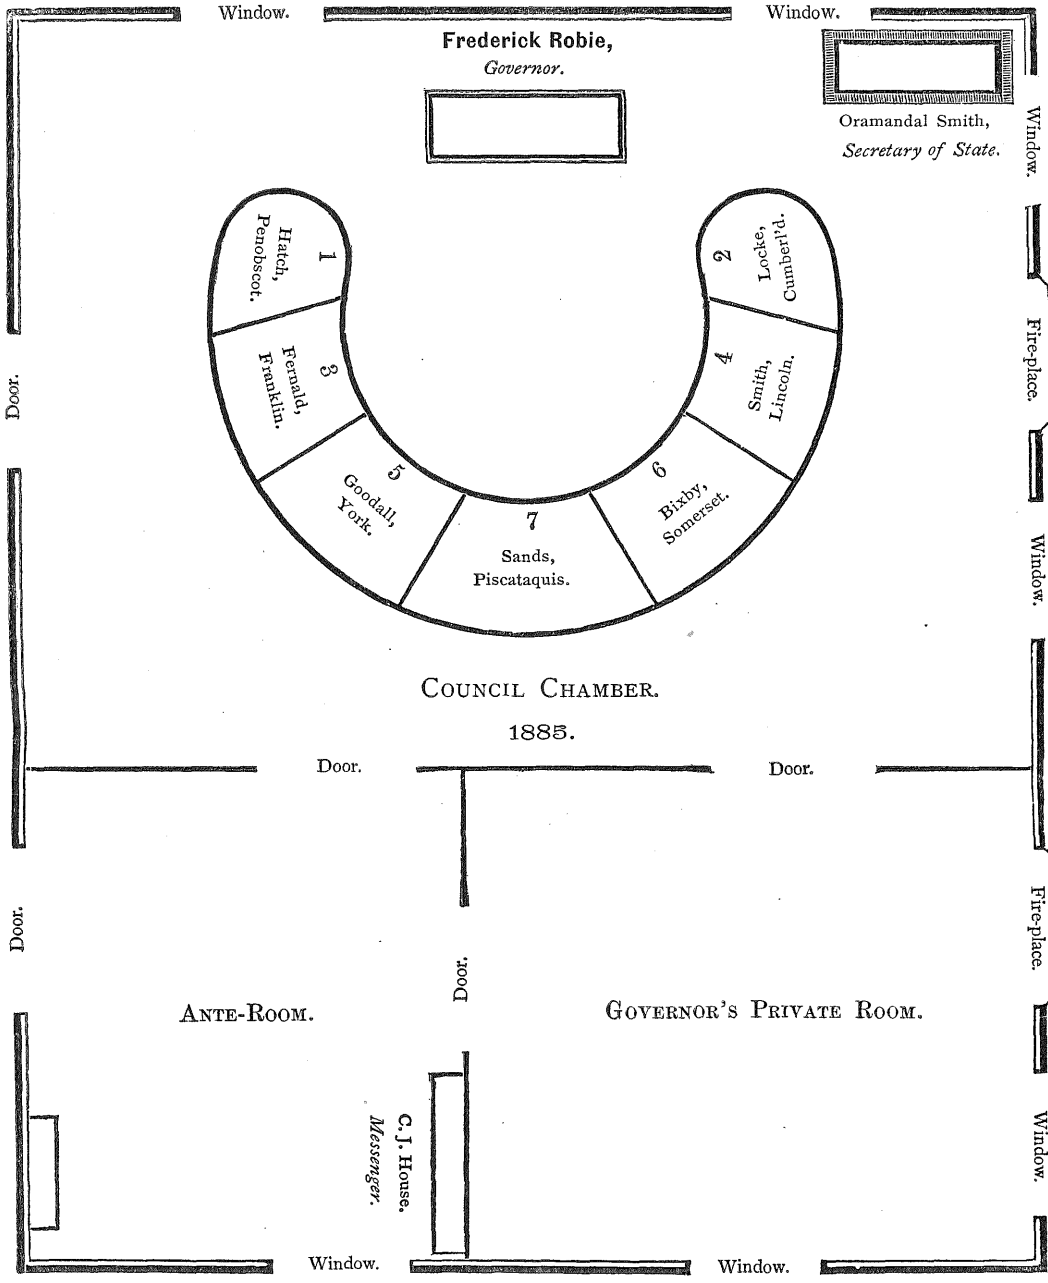 Window.
Window.
Frederick Robie,
Governor.
Oramandal Smith,
Secretary of State.
Window.
1
Hatch,
Penobscot.
2
Locke,
Cumberl'd.
Fire-place.
Door.
3
Fernald,
Franklin.
4
Smith,
Lincoln.
5
Goodall,
York.
6
Bixby,
Somerset.
7
Sands,
Piscataquis.
Window.
COUNCIL CHAMBER.
1885.
Door.
Door.
Door.
Fire-place.
Door.
ANTE-ROOM.
GOVERNOR'S PRIVATE ROOM.
C. J. House.
Messenger.
Window.
Window.
Window.